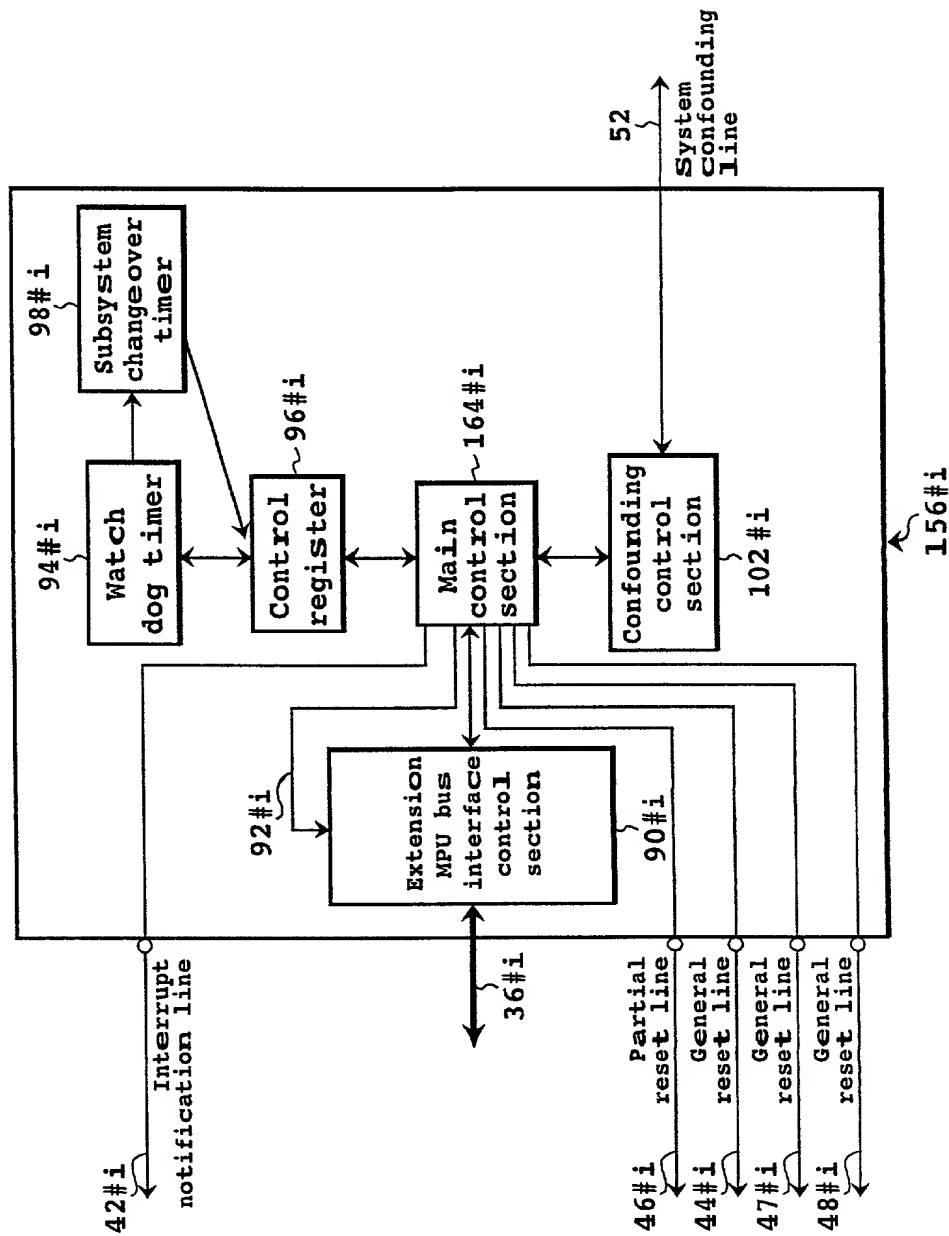 98#i
Subsystem
changeover
timer
94#i
Watch
dog timer
96#i
Control
register
164#i
Main
control
section
52
System
confounding
line
Confounding
control
section
102#i
92#i
Extension
MPU bus
interface
control
section
90#i
156#i
Interrupt
notification line
42#i
36#i
Partial
reset line
46#i
General
reset line
44#i
General
reset line
47#i
General
reset line
48#i